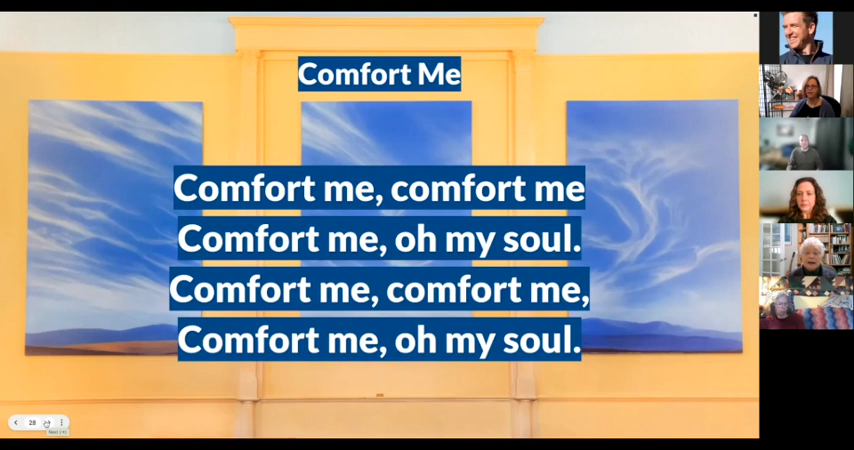 Comfort Me
Comfort me, comfort me
Comfort me, oh my soul.
Comfort me, comfort me,
Comfort me, oh my soul.
28